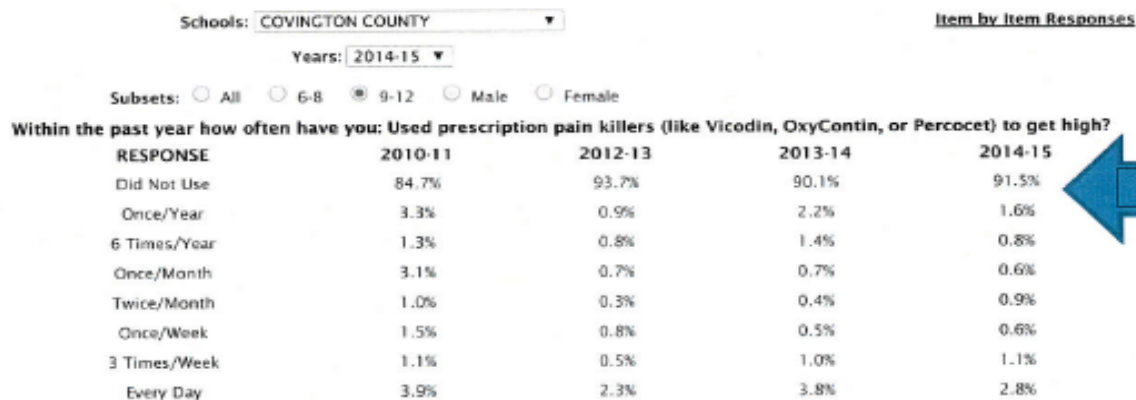 Schools: COVINGTON COUNTY Item by Item Responses
Years: 2014-15
Subsets: All 6-8 9-12 Male Female
Within the past year how often have you: Used prescription pain killers (like Vicodin, OxyContin, or Percocet) to get high?
RESPONSE 2010-11 2012-13 2013-14 2014-15
Did Not Use 84.7% 93.7% 90.1% 91.5%
Once/Year 3.3% 0.9% 2.2% 1.6%
6 Times/Year 1.3% 0.8% 1.4% 0.8%
Once/Month 3.1% 0.7% 0.7% 0.6%
Twice/Month 1.0% 0.3% 0.4% 0.9%
Once/Week 1.5% 0.8% 0.5% 0.6%
3 Times/Week 1.1% 0.5% 1.0% 1.1%
Every Day 3.9% 2.3% 3.8% 2.8%